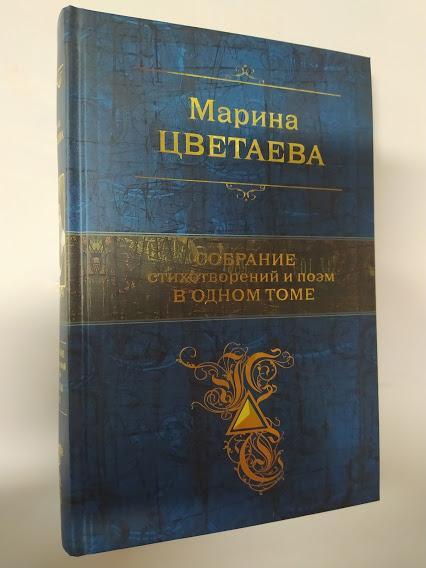 Марина
ЦВЕТАЕВА
СОБРАНИЕ
стихотворений и поэм
В ОДНОМ ТОМЕ